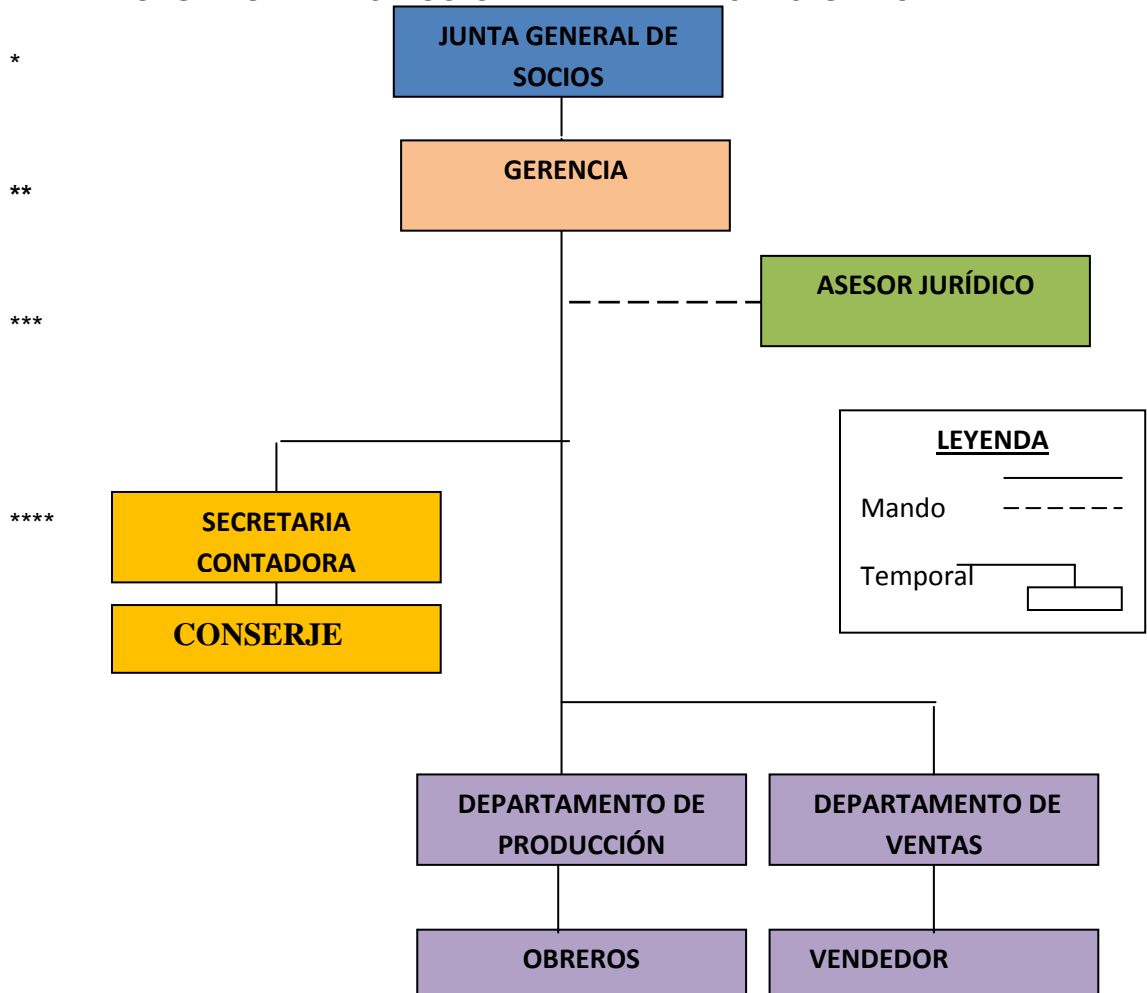 JUNTA GENERAL DE
SOCIOS
*
GERENCIA
**
ASESOR JURÍDICO
***
LEYENDA
Mando
Temporal
****
SECRETARIA
CONTADORA
CONSERJE
DEPARTAMENTO DE
PRODUCCIÓN
DEPARTAMENTO DE
VENTAS
OBREROS
VENDEDOR